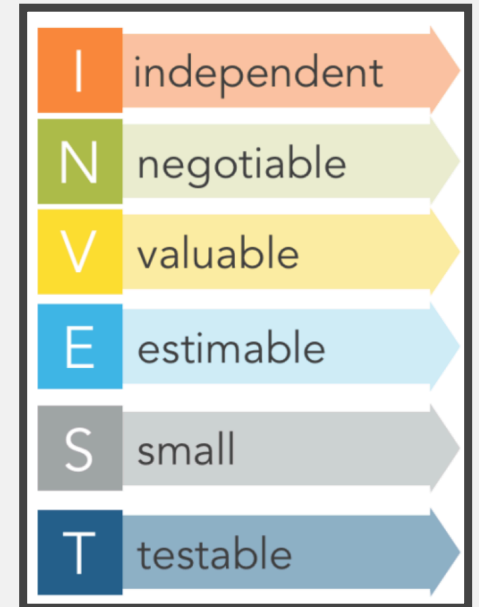 I independent
N negotiable
V valuable
E estimable
S small
T testable